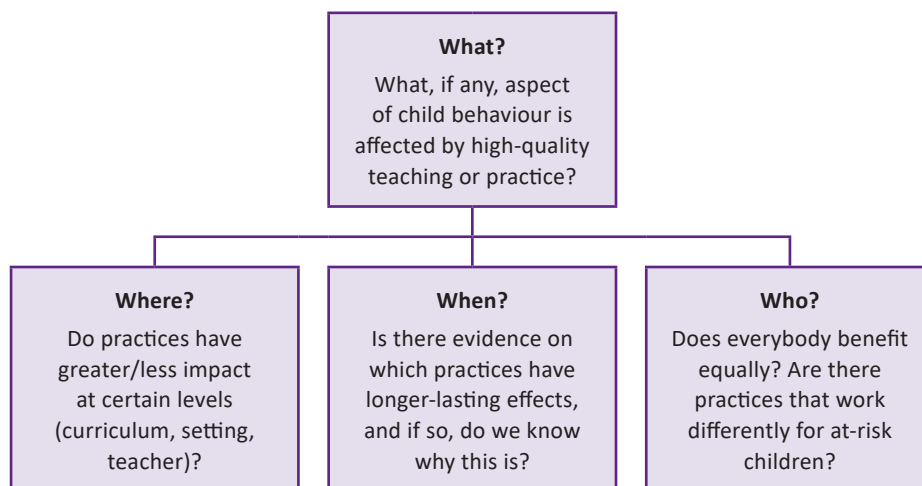 What?
What, if any, aspect
of child behaviour is
affected by high-quality
teaching or practice?
Where?
Do practices have
greater/less impact
at certain levels
(curriculum, setting,
teacher)?
When?
Is there evidence on
which practices have
longer-lasting effects,
and if so, do we know
why this is?
Who?
Does everybody benefit
equally? Are there
practices that work
differently for at-risk
children?